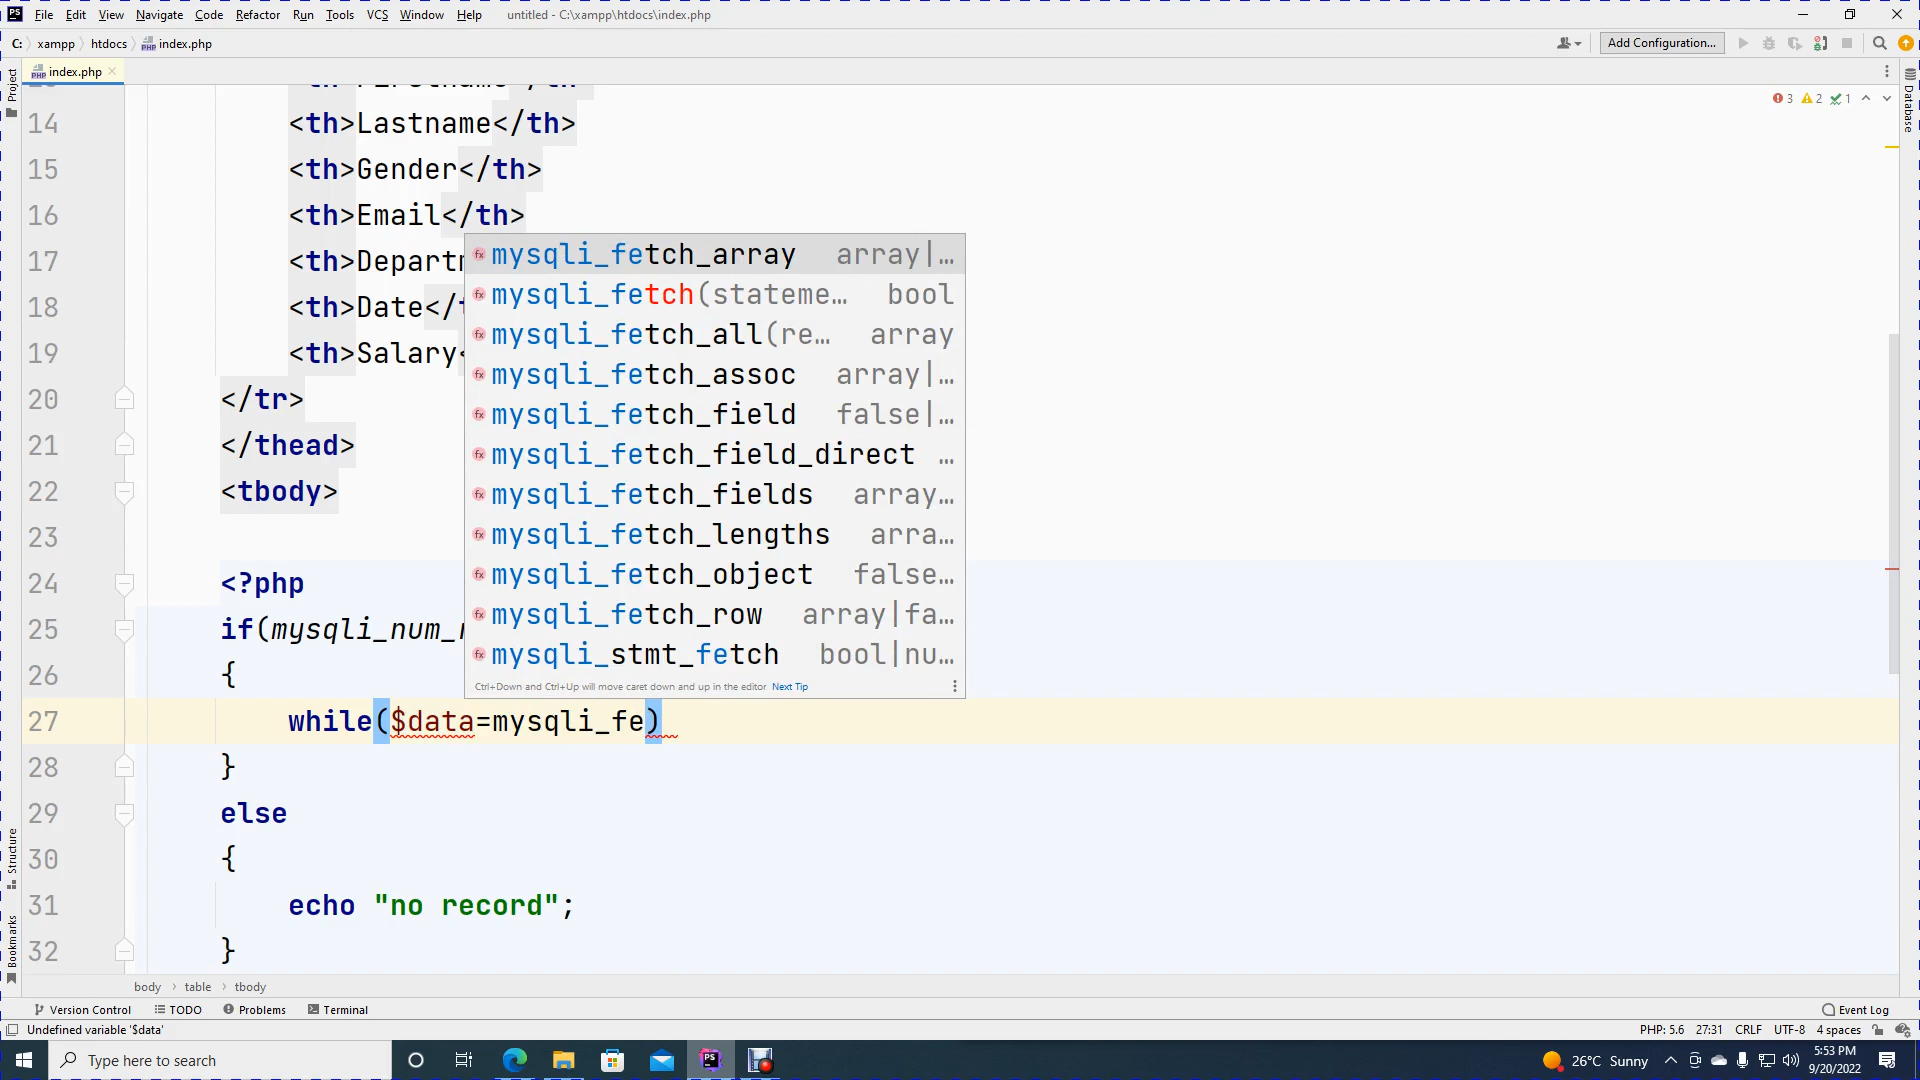 PS File Edit View Navigate Code Refactor Run Tools VCS Window Help untitled - C:\xampp\htdocs\index.php
C: xampp htdocs index.php Add Configuration...
index.php
Project
Database
3 2 1
14 <th>Lastname</th>
15 <th>Gender</th>
16 <th>Email</th>
17 <th>Departm
18 <th>Date</t
19 <th>Salary<
20 </tr>
21 </thead>
22 <tbody>
23
24 <?php
25 if(mysqli_num_r
26 {
27 while($data=mysqli_fe)
28 }
29 else
30 {
31 echo "no record";
32 }
mysqli_fetch_array array|…
mysqli_fetch(stateme… bool
mysqli_fetch_all(re… array
mysqli_fetch_assoc array|…
mysqli_fetch_field false|…
mysqli_fetch_field_direct …
mysqli_fetch_fields array…
mysqli_fetch_lengths arra…
mysqli_fetch_object false…
mysqli_fetch_row array|fa…
mysqli_stmt_fetch bool|nu…
Ctrl+Down and Ctrl+Up will move caret down and up in the editor Next Tip
Structure
Bookmarks
body table tbody
Version Control TODO Problems Terminal Event Log
Undefined variable '$data' PHP: 5.6 27:31 CRLF UTF-8 4 spaces
Type here to search
PS
26°C Sunny
5:53 PM
9/20/2022